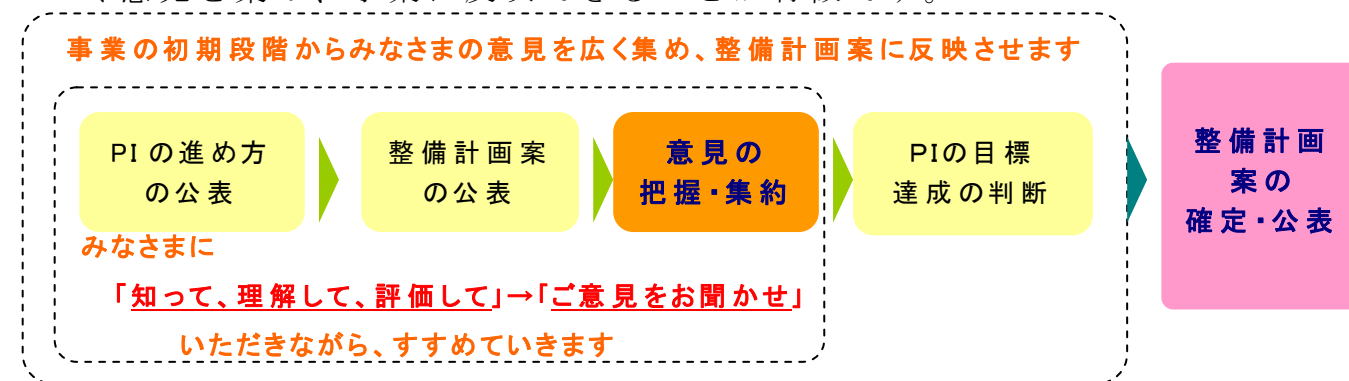 事業の初期段階からみなさまの意見を広く集め、整備計画案に反映させます
PIの進め方
の公表
整備計画案
の公表
意見の
把握・集約
PIの目標
達成の判断
整備計画
案の
確定・公表
みなさまに
「知って、理解して、評価して」→「ご意見をお聞かせ」
いただきながら、すすめていきます